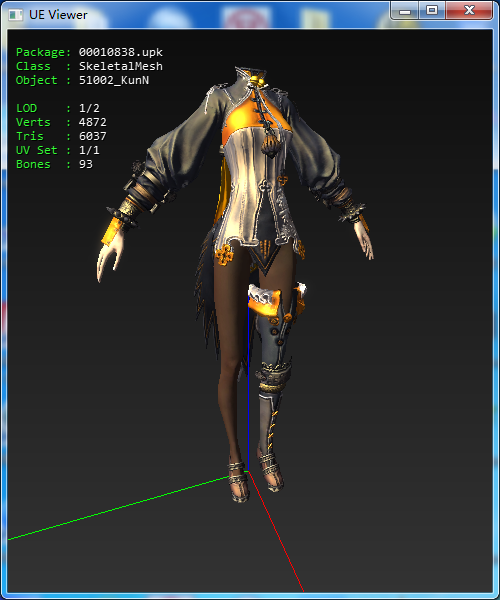 UE Viewer
Package: 00010838.upk
Class : SkeletalMesh
Object : 51002_KunN
LOD : 1/2
Verts : 4872
Tris : 6037
UV Set : 1/1
Bones : 93